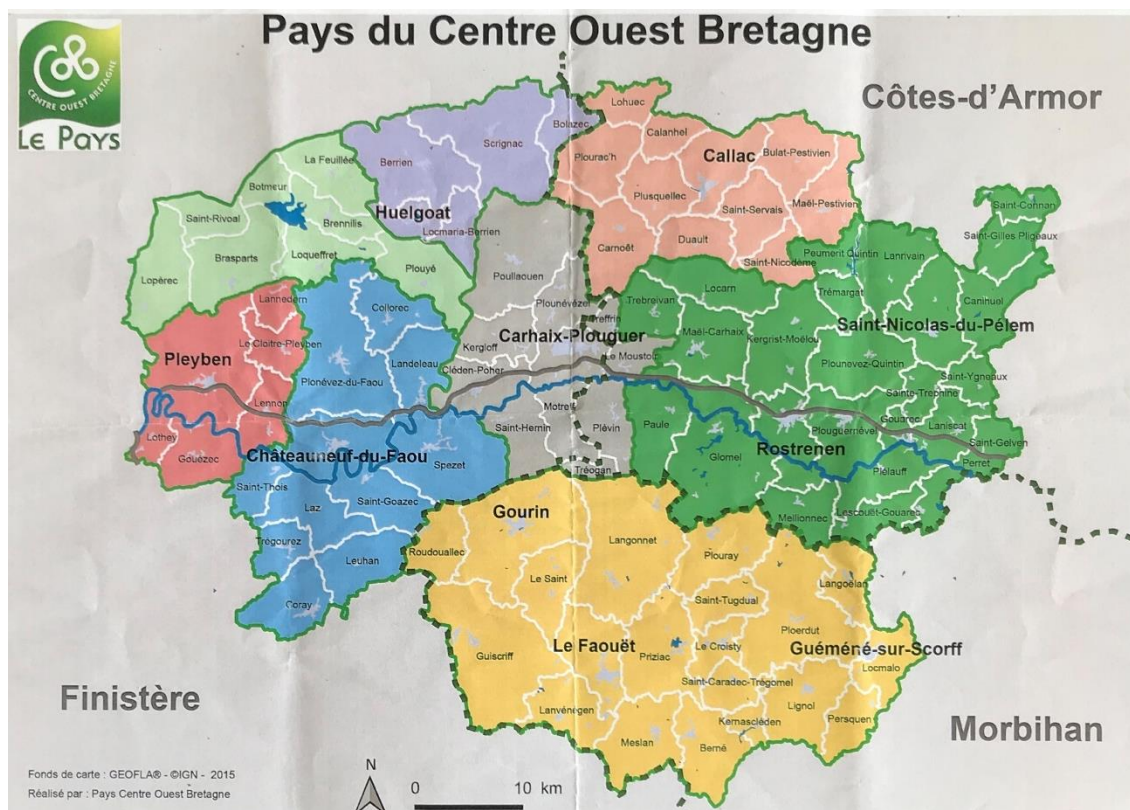 Pays du Centre Ouest Bretagne
CENTRE OUEST BRETAGNE
LE PAYS
Côtes-d'Armor
Lohuec
Bolazec
Calanhel
Scrignac
Plourac'h
Callac
Bulat-Pestivien
La Feuillée
Berrien
Botmeur
Plusquellec
Saint-Servais
Maël-Pestivien
Saint-Connan
Saint-Rivoal
Huelgoat
Brennilis
Locmaria-Berrien
Duault
Carnoët
Saint-Nicodème
Peumerit Quintin
Lanrivain
Saint-Gilles Pligeaux
Brasparts
Loqueffret
Plouyé
Poullaouen
Lopérec
Lannedern
Collorec
Plounévézel
Trebreivan
Locarn
Trémargat
Canihuel
Treffrin
Le Cloitre-Pleyben
Carhaix-Plouguer
Maël-Carhaix
Kergrist-Moëlou
Saint-Nicolas-du-Pélem
Pleyben
Kergloff
Le Moustoir
Landeleau
Cléden-Poher
Plounevez-Quintin
Saint-Ygneaux
Plonévez-du-Faou
Sainte-Tréphine
Lennon
Motreff
Gouarec
Laniscat
Lothey
Saint-Hernin
Plévin
Paule
Plouguernével
Saint-Gelven
Gouézec
Châteauneuf-du-Faou
Spezet
Glomel
Rostrenen
Plélauff
Perret
Tréogan
Saint-Thois
Saint-Goazec
Laz
Mellionnec
Lescouët-Gouarec
Gourin
Trégourez
Leuhan
Roudouallec
Langonnet
Plouray
Langoëlan
Le Saint
Saint-Tugdual
Coray
Ploerdut
Le Faouët
Priziac
Le Croisty
Guéméné-sur-Scorff
Guiscriff
Locmalo
Saint-Caradec-Trégomel
Finistère
Lanvénégen
Lignol
Kernascléden
Persquen
Morbihan
Meslan
Berné
N
0 10 km
Fonds de carte : GEOFLA® - ©IGN - 2015
Réalisé par : Pays Centre Ouest Bretagne